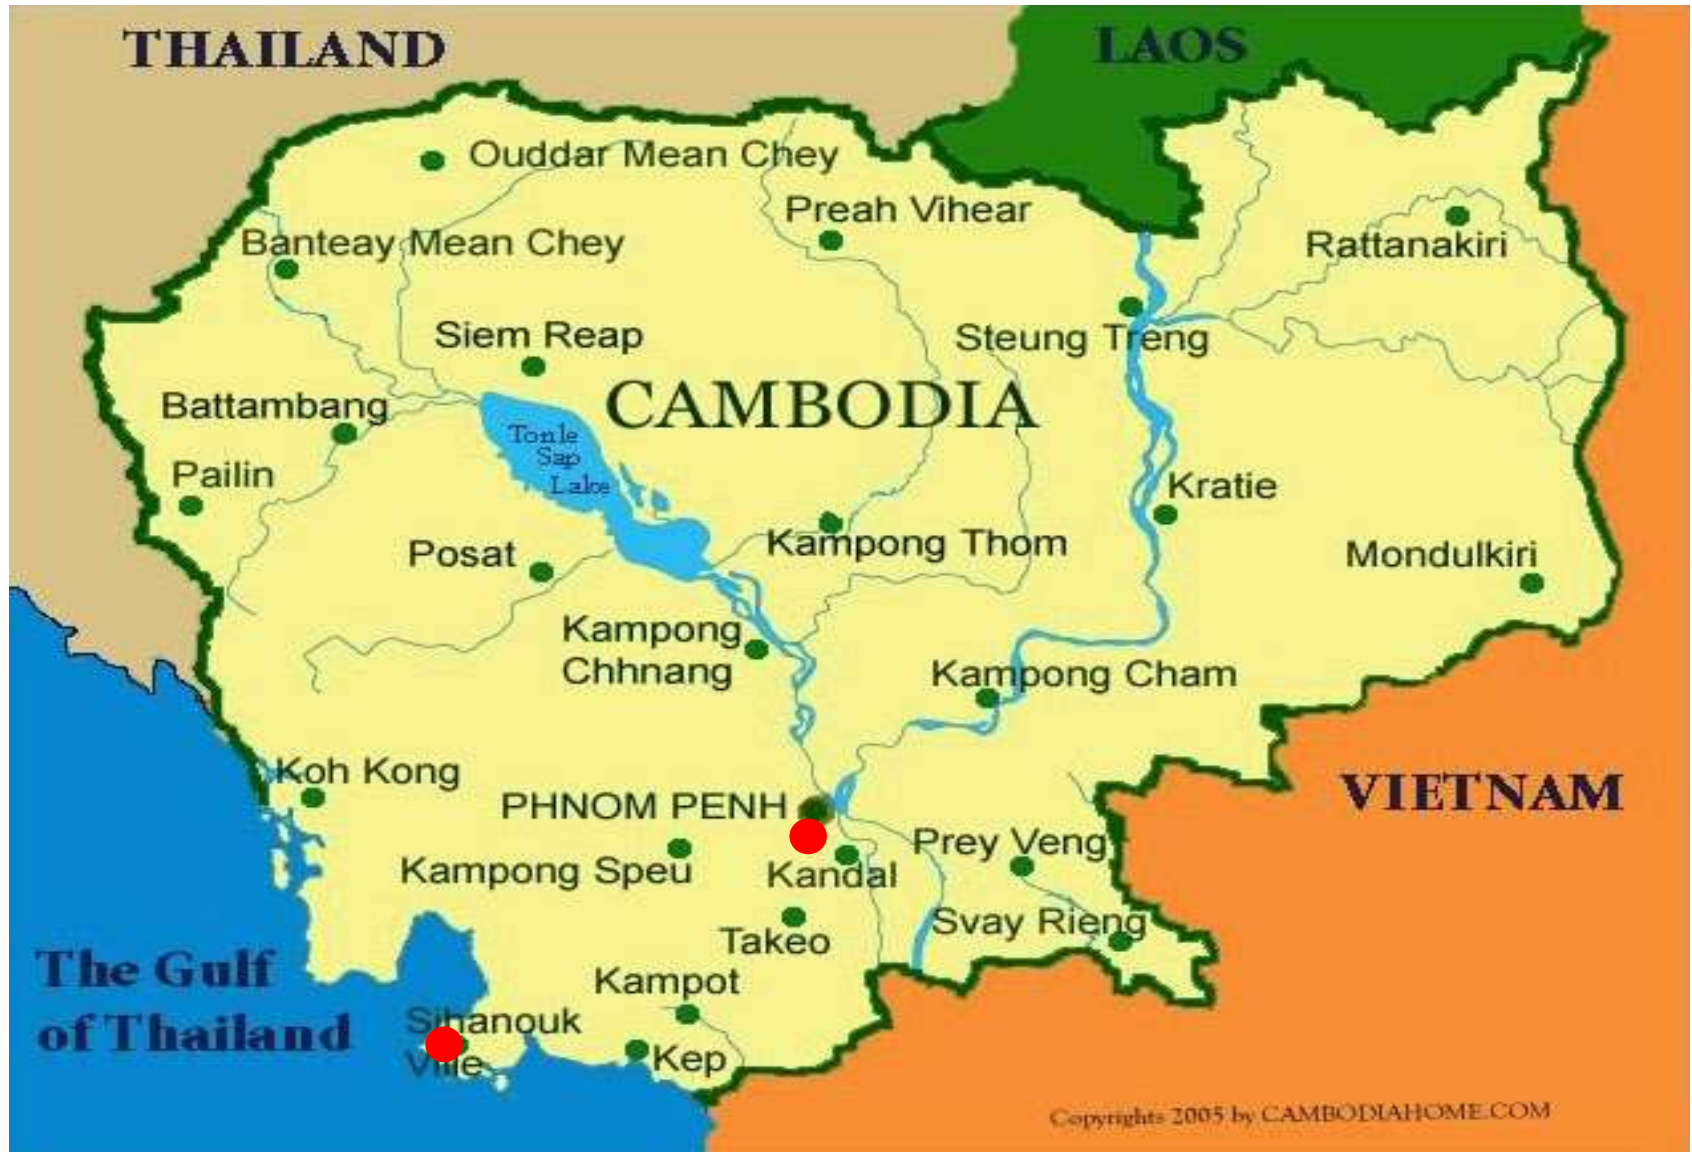 THAILAND
LAOS
Ouddar Mean Chey
Preah Vihear
Banteay Mean Chey
Rattanakiri
Siem Reap
Steung Treng
CAMBODIA
Battambang
Tonle
Sap
Lake
Pailin
Kratie
Posat
Kampong Thom
Mondulkiri
Kampong
Chhnang
Kampong Cham
Koh Kong
PHNOM PENH
VIETNAM
Prey Veng
Kampong Speu
Kandal
Svay Rieng
Takeo
The Gulf
of Thailand
Kampot
Sihanouk
Ville
Kep
Copyrights 2005 by CAMBODIAHOME.COM